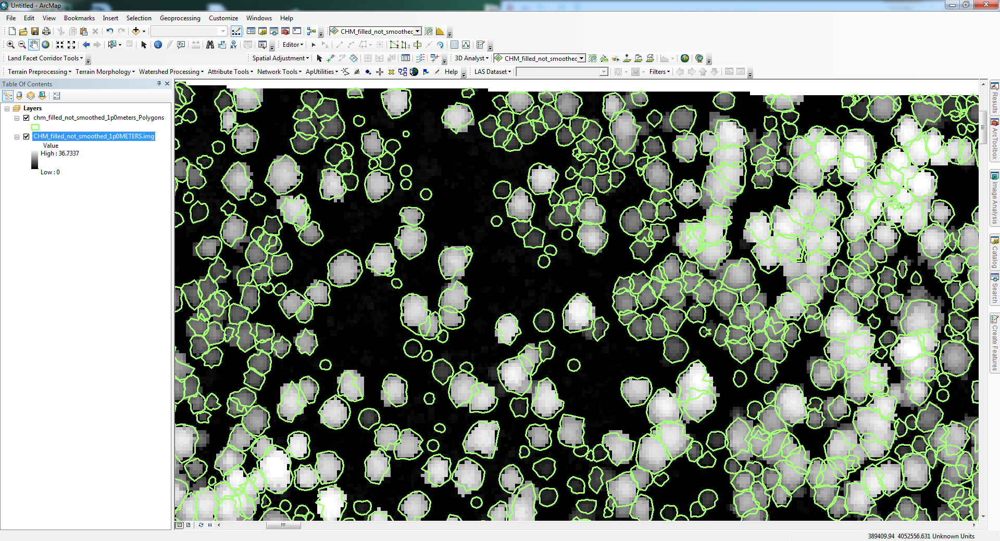 Untitled - ArcMap
File Edit View Bookmarks Insert Selection Geoprocessing Customize Windows Help
CHM_filled_not_smoothed
Editor
Land Facet Corridor Tools Spatial Adjustment 3D Analyst CHM_filled_not_smoothed
Terrain Preprocessing Terrain Morphology Watershed Processing Attribute Tools Network Tools ApUtilities Help LAS Dataset Filters
Table Of Contents
Layers
chm_filled_not_smoothed_1p0meters_Polygons
CHM_filled_not_smoothed_1p0METERS.img
Value
High : 36.7337
Low : 0
Results
ArcToolbox
Image Analysis
Catalog
Search
Create Features
389409.94 4052556.631 Unknown Units